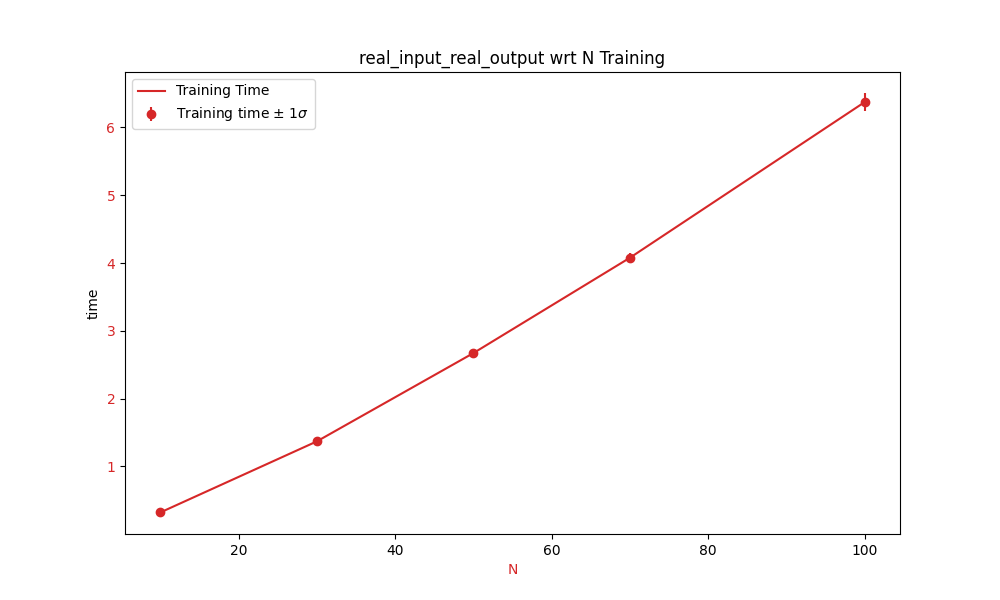 real_input_real_output wrt N Training
Training Time
Training time ± 1σ
6
5
4
3
2
1
time
20 40 60 80 100
N